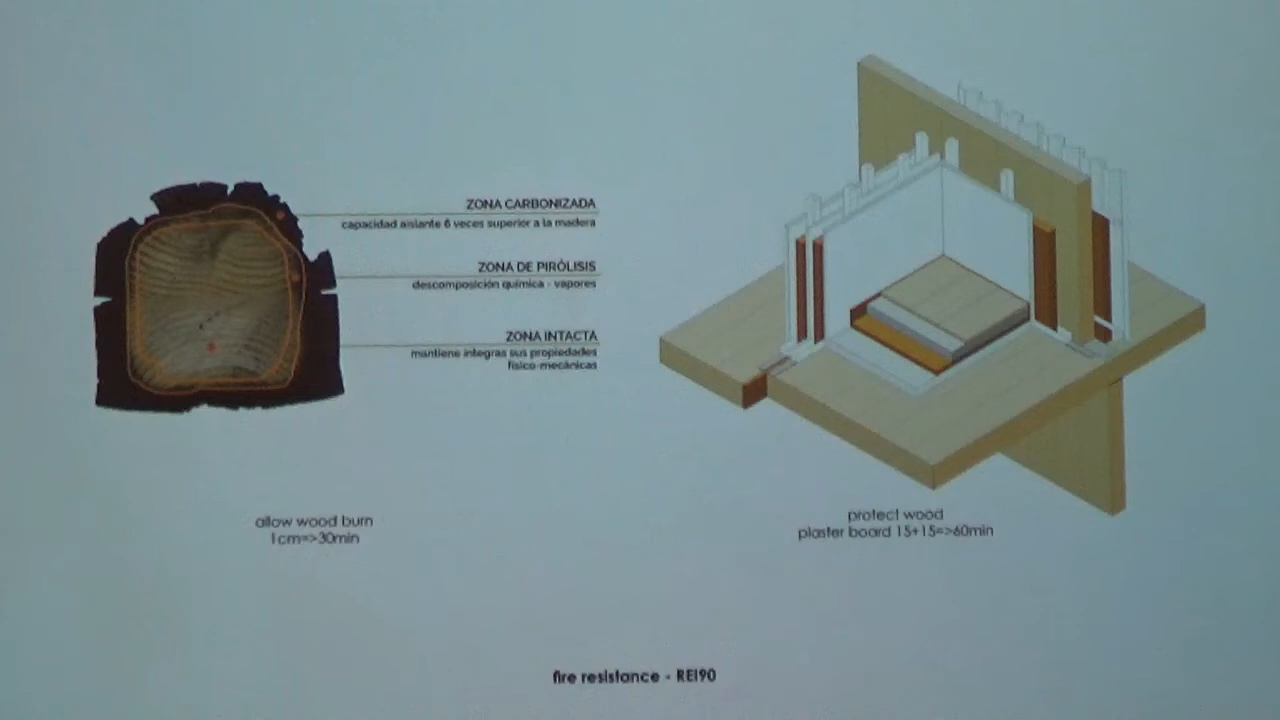 ZONA CARBONIZADA
capacidad aislante 6 veces superior a la madera
ZONA DE PIRÓLISIS
descomposición química - vapores
ZONA INTACTA
mantiene integras sus propiedades
físico-mecánicas
allow wood burn
1cm=>30min
protect wood
plaster board 15+15=>60min
fire resistance - REI90